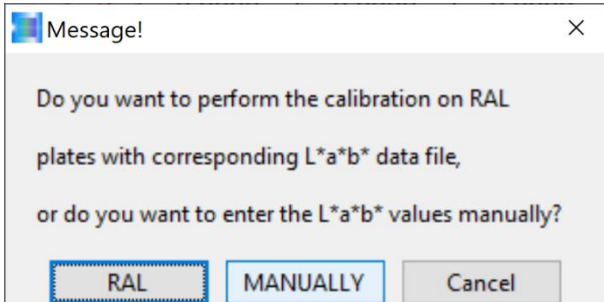 Message!
Do you want to perform the calibration on RAL
plates with corresponding L*a*b* data file,
or do you want to enter the L*a*b* values manually?
RAL MANUALLY Cancel